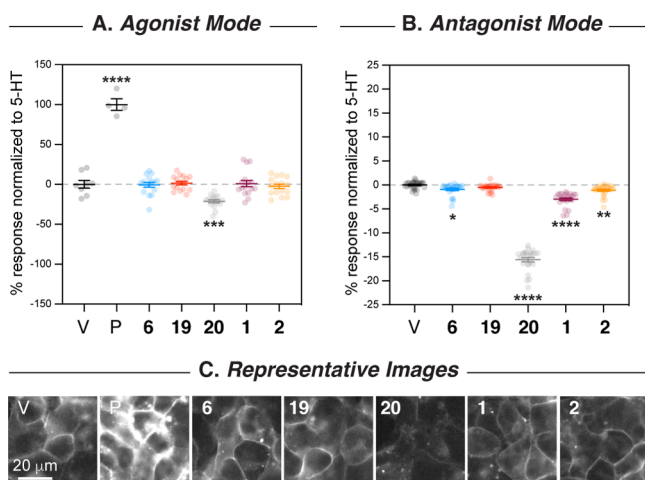 A. Agonist Mode
B. Antagonist Mode
% response normalized to 5-HT
150
100
50
0
-50
-100
-150
****
***
V P 6 19 20 1 2
% response normalized to 5-HT
25
20
15
10
5
0
-5
-10
-15
-20
-25
*
****
****
**
V 6 19 20 1 2
C. Representative Images
V P 6 19 20 1 2
20 μm